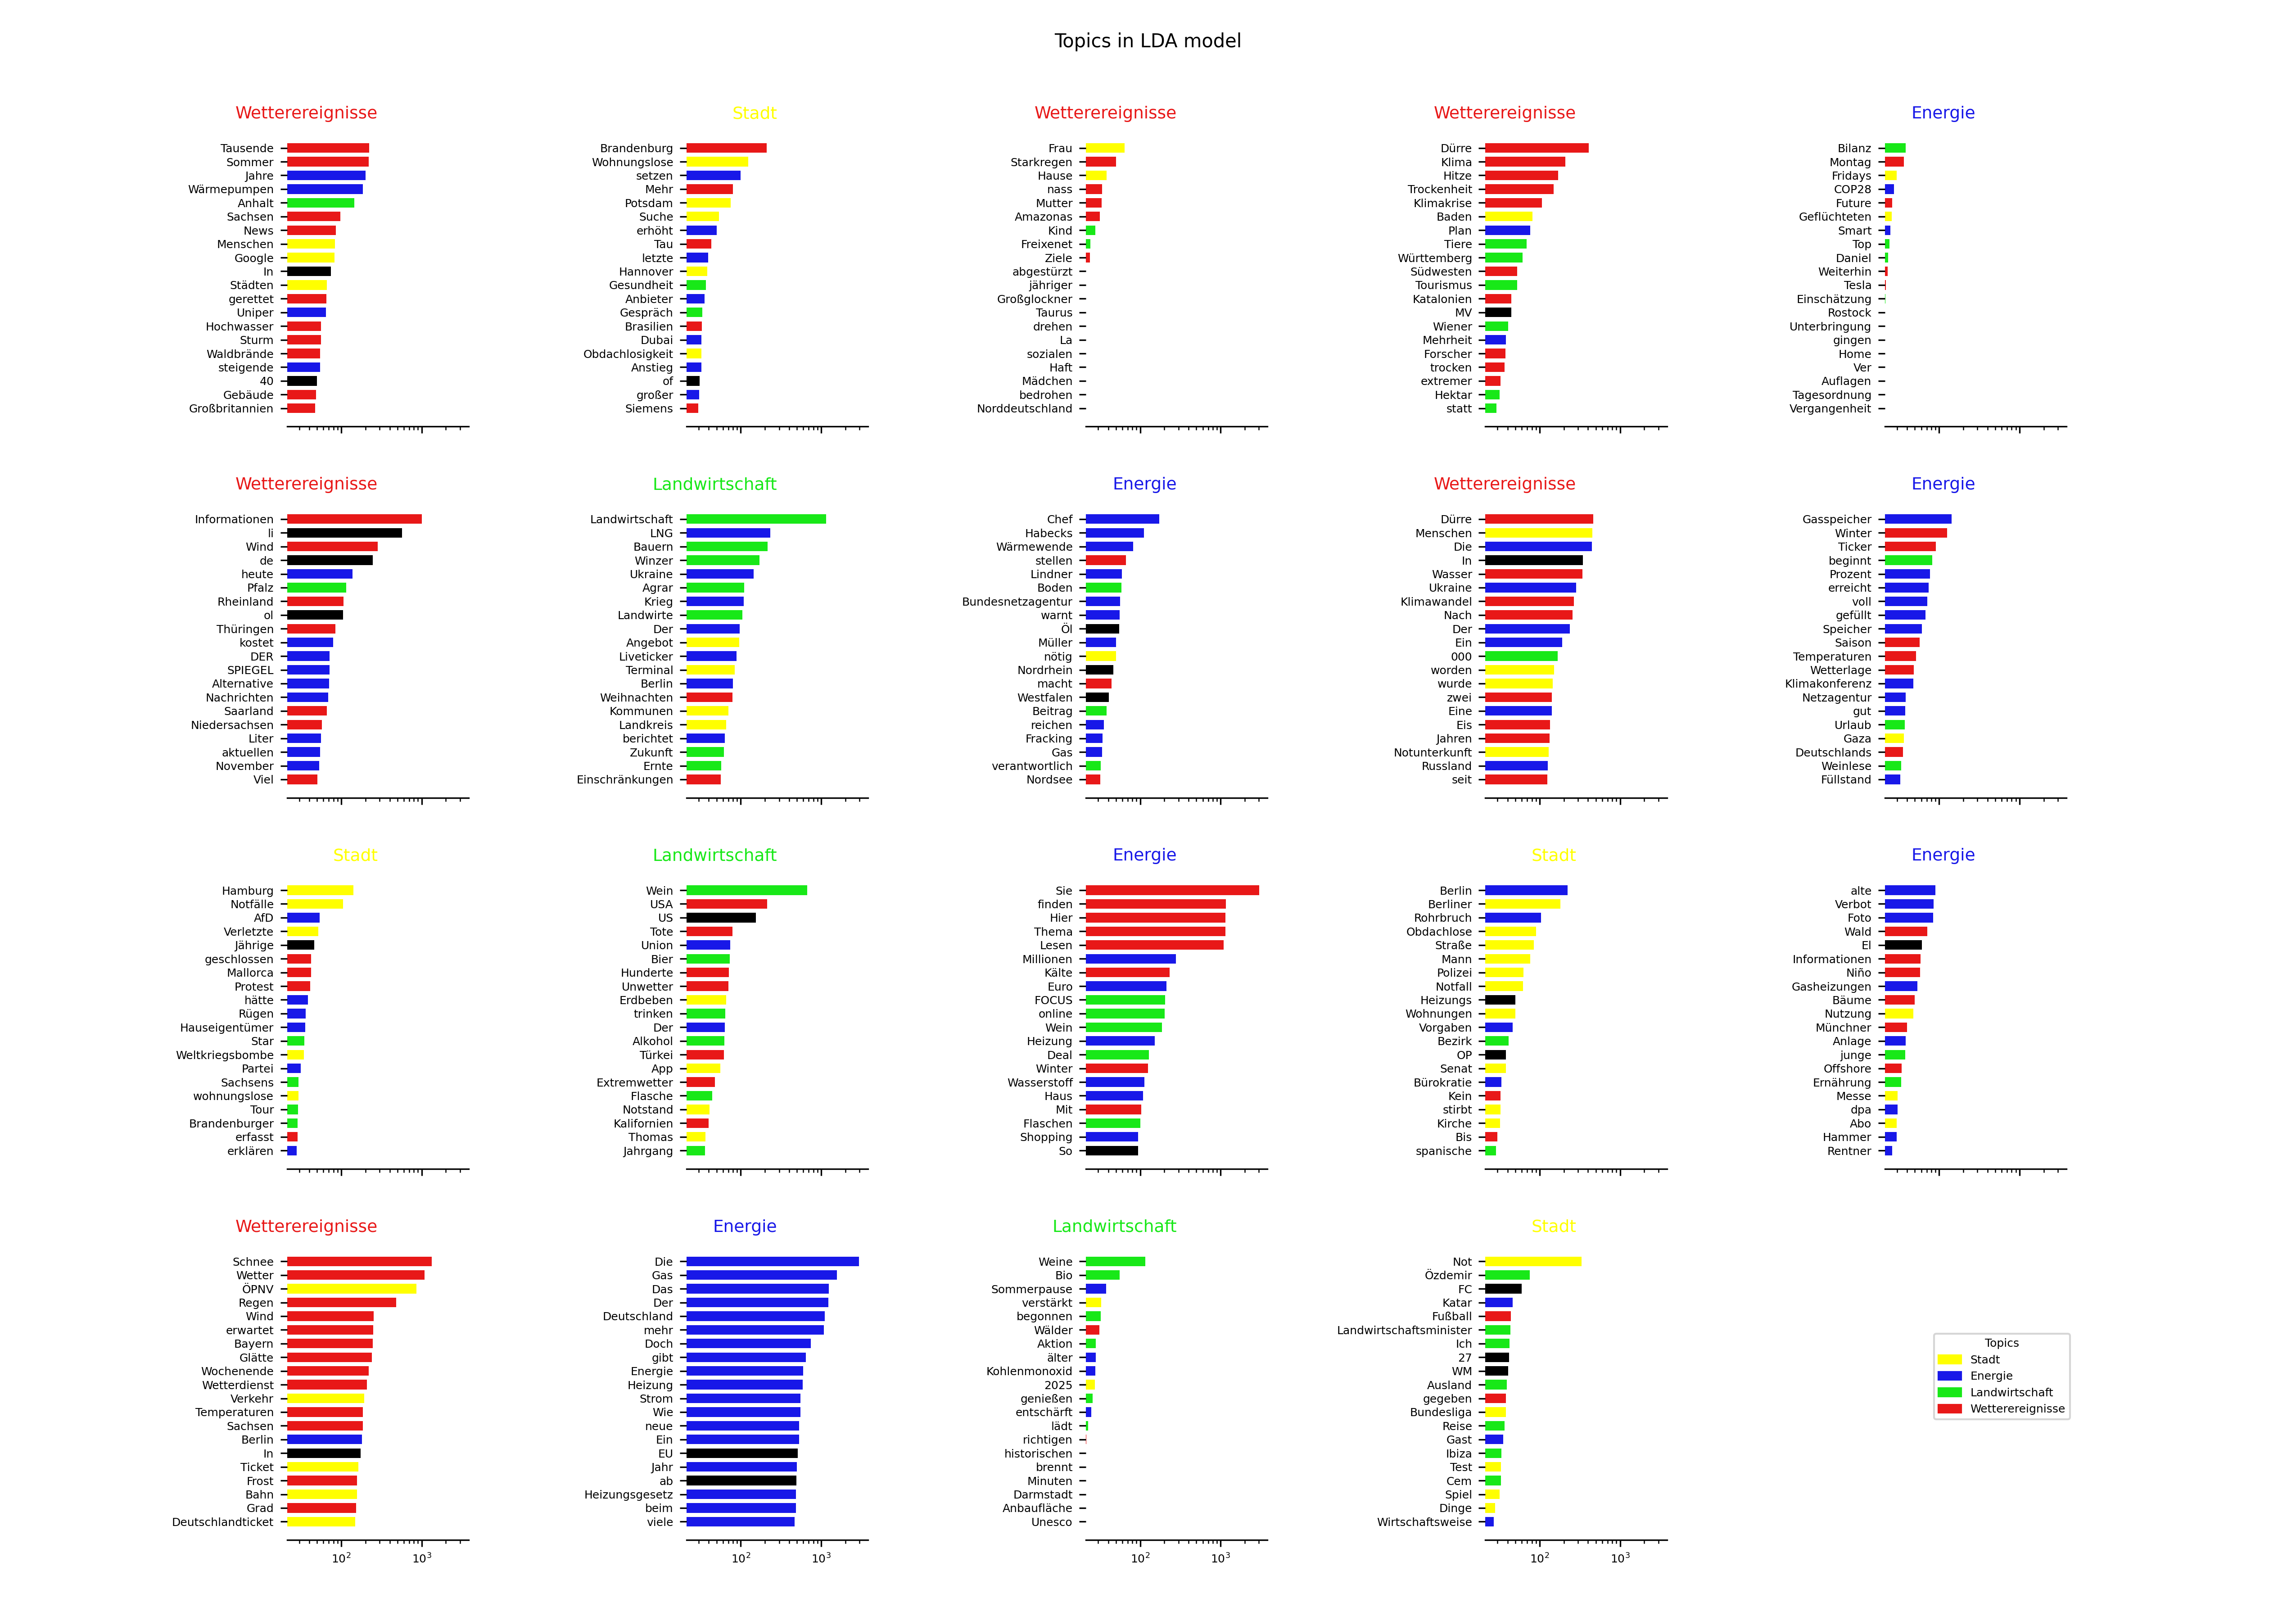 Topics in LDA model
Wetterereignisse
Tausende
Sommer
Jahre
Wärmepumpen
Anhalt
Sachsen
News
Menschen
Google
In
Städten
gerettet
Uniper
Hochwasser
Sturm
Waldbrände
steigende
40
Gebäude
Großbritannien
Stadt
Brandenburg
Wohnungslose
setzen
Mehr
Potsdam
Suche
erhöht
Tau
letzte
Hannover
Gesundheit
Anbieter
Gespräch
Brasilien
Dubai
Obdachlosigkeit
Anstieg
of
großer
Siemens
Wetterereignisse
Frau
Starkregen
Hause
nass
Mutter
Amazonas
Kind
Freixenet
Ziele
abgestürzt
jähriger
Großglockner
Taurus
drehen
La
sozialen
Haft
Mädchen
bedrohen
Norddeutschland
Wetterereignisse
Dürre
Klima
Hitze
Trockenheit
Klimakrise
Baden
Plan
Tiere
Württemberg
Südwesten
Tourismus
Katalonien
MV
Wiener
Mehrheit
Forscher
trocken
extremer
Hektar
statt
Energie
Bilanz
Montag
Fridays
COP28
Future
Geflüchteten
Smart
Top
Daniel
Weiterhin
Tesla
Einschätzung
Rostock
Unterbringung
gingen
Home
Ver
Auflagen
Tagesordnung
Vergangenheit
Wetterereignisse
Informationen
li
Wind
de
heute
Pfalz
Rheinland
ol
Thüringen
kostet
DER
SPIEGEL
Alternative
Nachrichten
Saarland
Niedersachsen
Liter
aktuellen
November
Viel
Landwirtschaft
Landwirtschaft
LNG
Bauern
Winzer
Ukraine
Agrar
Krieg
Landwirte
Der
Angebot
Liveticker
Terminal
Berlin
Weihnachten
Kommunen
Landkreis
berichtet
Zukunft
Ernte
Einschränkungen
Energie
Chef
Habecks
Wärmewende
stellen
Lindner
Boden
Bundesnetzagentur
warnt
Öl
Müller
nötig
Nordrhein
macht
Westfalen
Beitrag
reichen
Fracking
Gas
verantwortlich
Nordsee
Wetterereignisse
Dürre
Menschen
Die
In
Wasser
Ukraine
Klimawandel
Nach
Der
Ein
000
worden
wurde
zwei
Eine
Eis
Jahren
Notunterkunft
Russland
seit
Energie
Gasspeicher
Winter
Ticker
beginnt
Prozent
erreicht
voll
gefüllt
Speicher
Saison
Temperaturen
Wetterlage
Klimakonferenz
Netzagentur
gut
Urlaub
Gaza
Deutschlands
Weinlese
Füllstand
Stadt
Hamburg
Notfälle
AfD
Verletzte
Jährige
geschlossen
Mallorca
Protest
hätte
Rügen
Hauseigentümer
Star
Weltkriegsbombe
Partei
Sachsens
wohnungslose
Tour
Brandenburger
erfasst
erklären
Landwirtschaft
Wein
USA
US
Tote
Union
Bier
Hunderte
Unwetter
Erdbeben
trinken
Der
Alkohol
Türkei
App
Extremwetter
Flasche
Notstand
Kalifornien
Thomas
Jahrgang
Energie
Sie
finden
Hier
Thema
Lesen
Millionen
Kälte
Euro
FOCUS
online
Wein
Heizung
Deal
Winter
Wasserstoff
Haus
Mit
Flaschen
Shopping
So
Stadt
Berlin
Berliner
Rohrbruch
Obdachlose
Straße
Mann
Polizei
Notfall
Heizungs
Wohnungen
Vorgaben
Bezirk
OP
Senat
Bürokratie
Kein
stirbt
Kirche
Bis
spanische
Energie
alte
Verbot
Foto
Wald
El
Informationen
Niño
Gasheizungen
Bäume
Nutzung
Münchner
Anlage
junge
Offshore
Ernährung
Messe
dpa
Abo
Hammer
Rentner
Wetterereignisse
Schnee
Wetter
ÖPNV
Regen
Wind
erwartet
Bayern
Glätte
Wochenende
Wetterdienst
Verkehr
Temperaturen
Sachsen
Berlin
In
Ticket
Frost
Bahn
Grad
Deutschlandticket
10² 10³
Energie
Die
Gas
Das
Der
Deutschland
mehr
Doch
gibt
Energie
Heizung
Strom
Wie
neue
Ein
EU
Jahr
ab
Heizungsgesetz
beim
viele
10² 10³
Landwirtschaft
Weine
Bio
Sommerpause
verstärkt
begonnen
Wälder
Aktion
älter
Kohlenmonoxid
2025
genießen
entschärft
lädt
richtigen
historischen
brennt
Minuten
Darmstadt
Anbaufläche
Unesco
10² 10³
Stadt
Not
Özdemir
FC
Katar
Fußball
Landwirtschaftsminister
Ich
27
WM
Ausland
gegeben
Bundesliga
Reise
Gast
Ibiza
Test
Cem
Spiel
Dinge
Wirtschaftsweise
10² 10³
Topics
Stadt
Energie
Landwirtschaft
Wetterereignisse